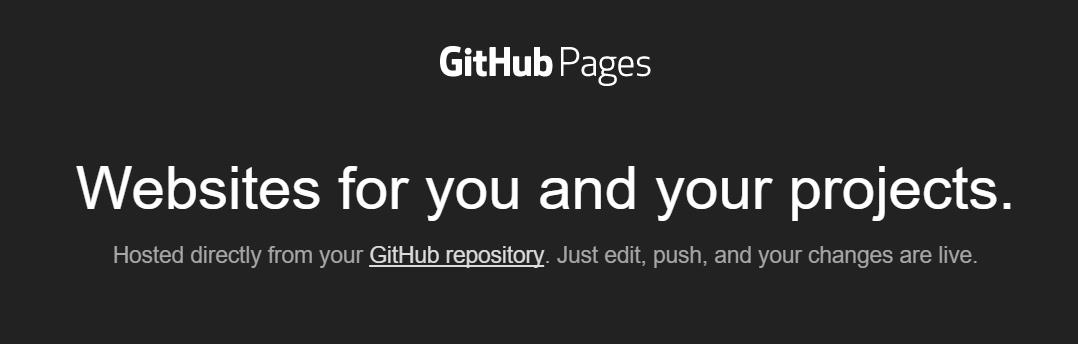 GitHub Pages
Websites for you and your projects.
Hosted directly from your GitHub repository. Just edit, push, and your changes are live.